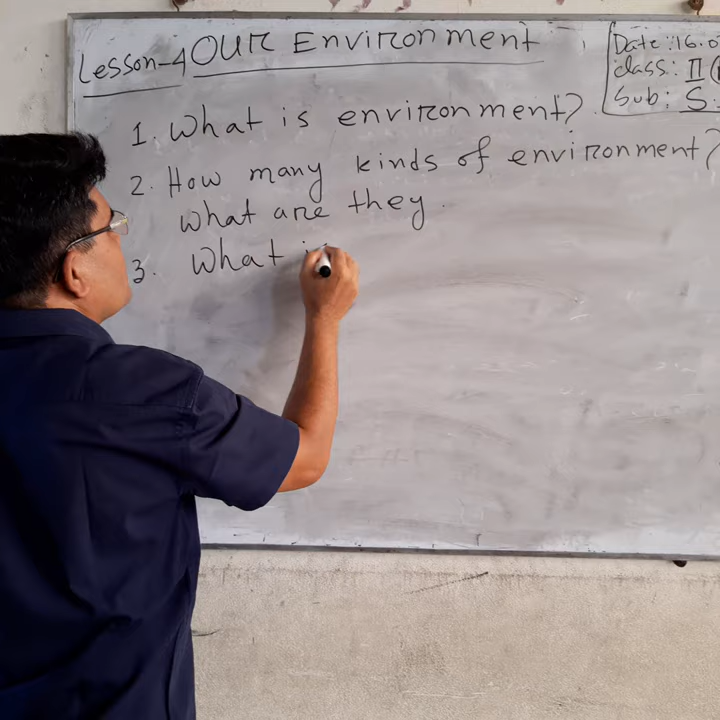 Lesson-4 OUR Environment
Date: 16.0
class: II
Sub: S.
1. What is environment?
2. How many kinds of environment?
what are they.
3. What i